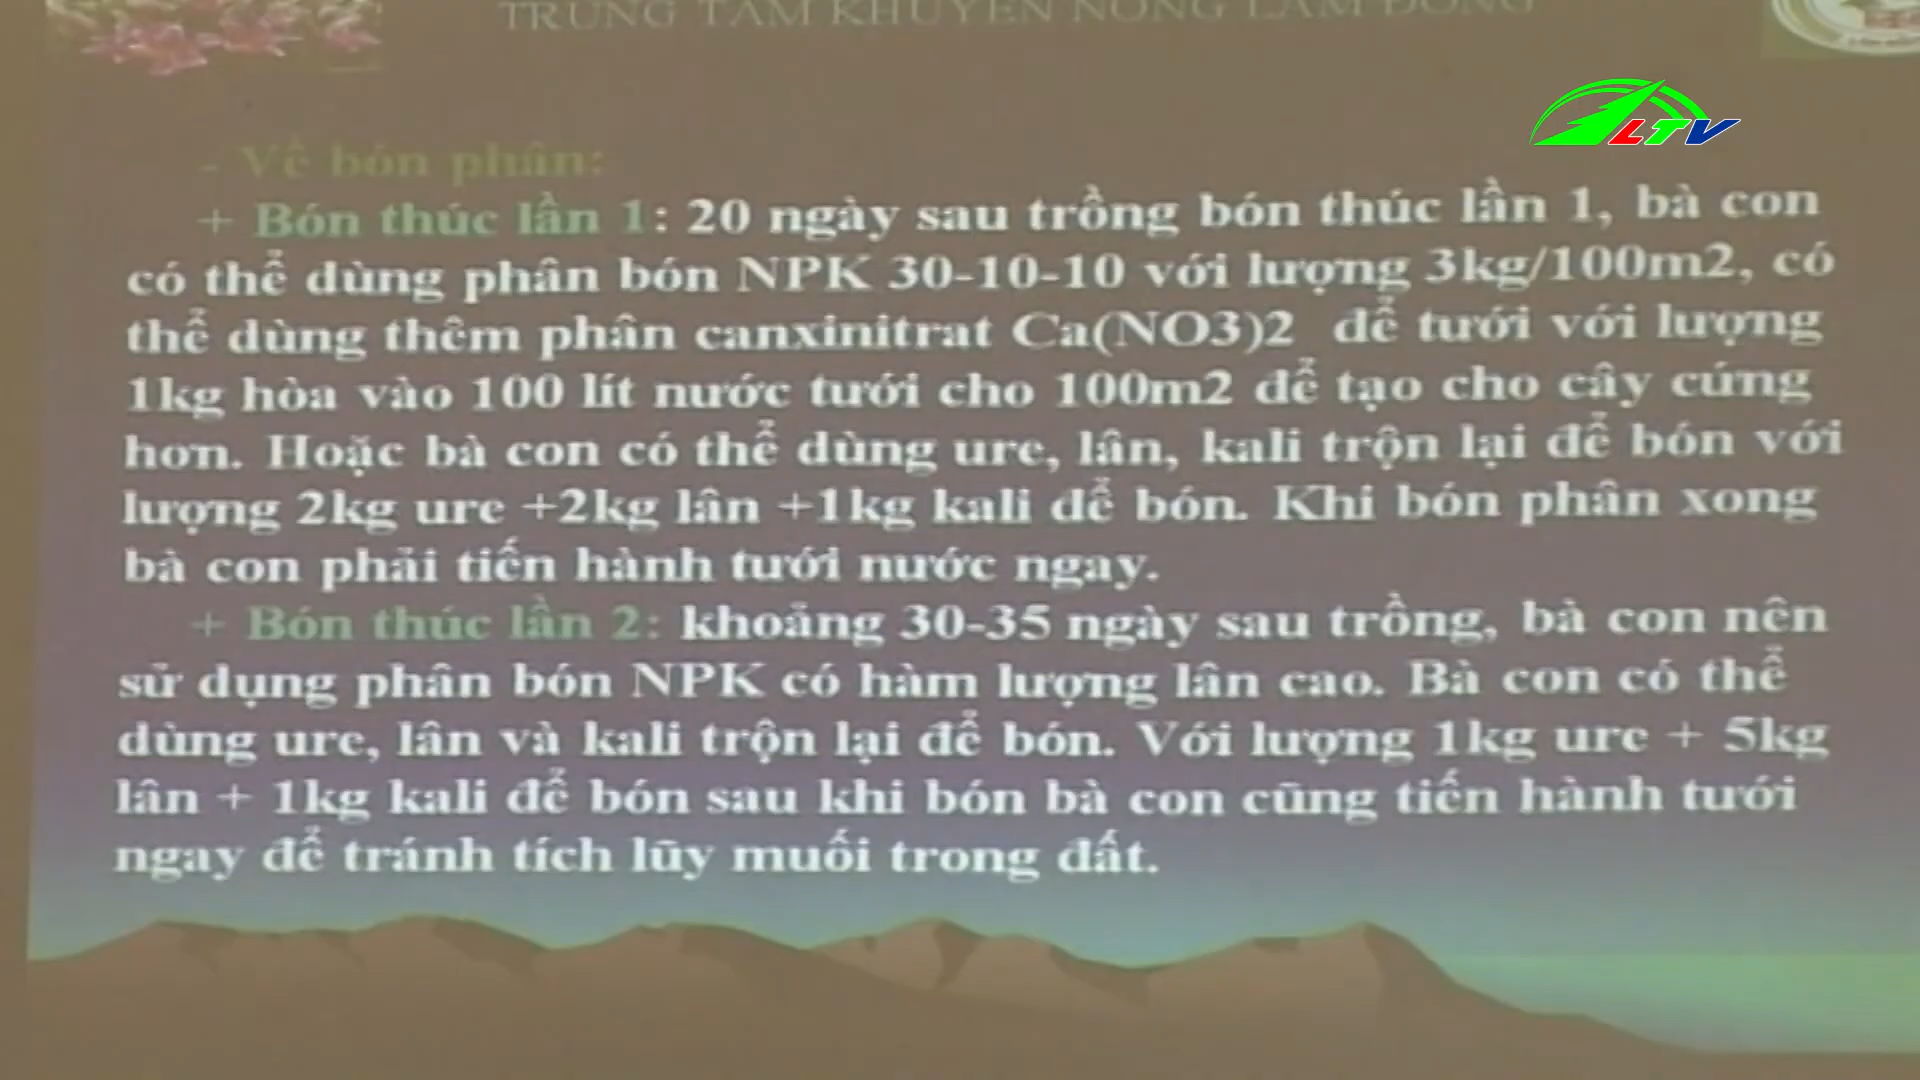 TRUNG TÂM KHUYẾN NÔNG LÂM ĐỒNG
LTV
- Về bón phân:
+ Bón thúc lần 1: 20 ngày sau trồng bón thúc lần 1, bà con
có thể dùng phân bón NPK 30-10-10 với lượng 3kg/100m2, có
thể dùng thêm phân canxinitrat Ca(NO3)2 để tưới với lượng
1kg hòa vào 100 lít nước tưới cho 100m2 để tạo cho cây cứng
hơn. Hoặc bà con có thể dùng ure, lân, kali trộn lại để bón với
lượng 2kg ure +2kg lân +1kg kali để bón. Khi bón phân xong
bà con phải tiến hành tưới nước ngay.
+ Bón thúc lần 2: khoảng 30-35 ngày sau trồng, bà con nên
sử dụng phân bón NPK có hàm lượng lân cao. Bà con có thể
dùng ure, lân và kali trộn lại để bón. Với lượng 1kg ure + 5kg
lân + 1kg kali để bón sau khi bón bà con cũng tiến hành tưới
ngay để tránh tích lũy muối trong đất.